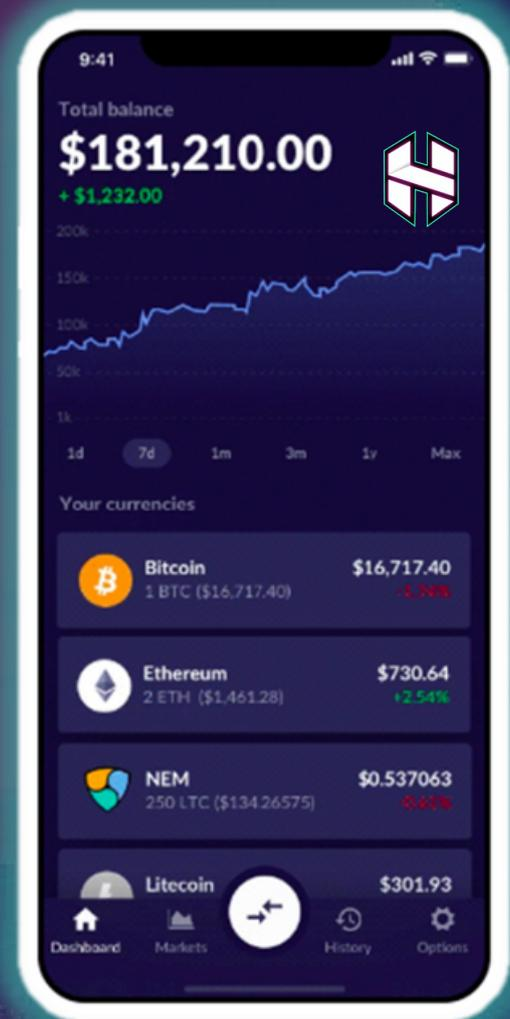 9:41
Total balance
$181,210.00
+ $1,232.00
200k
150k
100k
50k
1k
1d 7d 1m 3m 1y Max
Your currencies
Bitcoin $16,717.40
1 BTC ($16,717.40)
Ethereum $730.64
2 ETH ($1,461.28) +2.54%
NEM $0.537063
250 LTC ($134.26575)
Litecoin $301.93
Dashboard Markets History Options